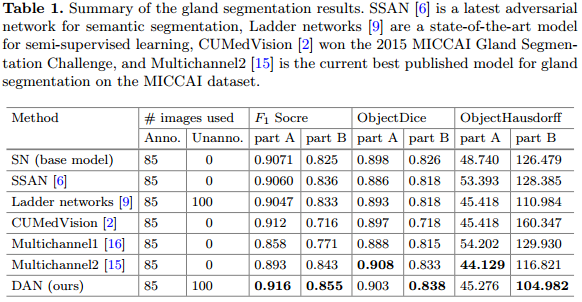 Table 1. Summary of the gland segmentation results. SSAN [6] is a latest adversarial
network for semantic segmentation, Ladder networks [9] are a state-of-the-art model
for semi-supervised learning, CUMedVision [2] won the 2015 MICCAI Gland Segmen-
tation Challenge, and Multichannel2 [15] is the current best published model for gland
segmentation on the MICCAI dataset.
Method # images used F1 Socre ObjectDice ObjectHausdorff
Anno. Unanno. part A part B part A part B part A part B
SN (base model) 85 0 0.9071 0.825 0.898 0.826 48.740 126.479
SSAN [6] 85 0 0.9060 0.836 0.886 0.818 53.393 128.385
Ladder networks [9] 85 100 0.9047 0.833 0.893 0.818 45.418 110.984
CUMedVision [2] 85 0 0.912 0.716 0.897 0.718 45.418 160.347
Multichannel1 [16] 85 0 0.858 0.771 0.888 0.815 54.202 129.930
Multichannel2 [15] 85 0 0.893 0.843 0.908 0.833 44.129 116.821
DAN (ours) 85 100 0.916 0.855 0.903 0.838 45.276 104.982